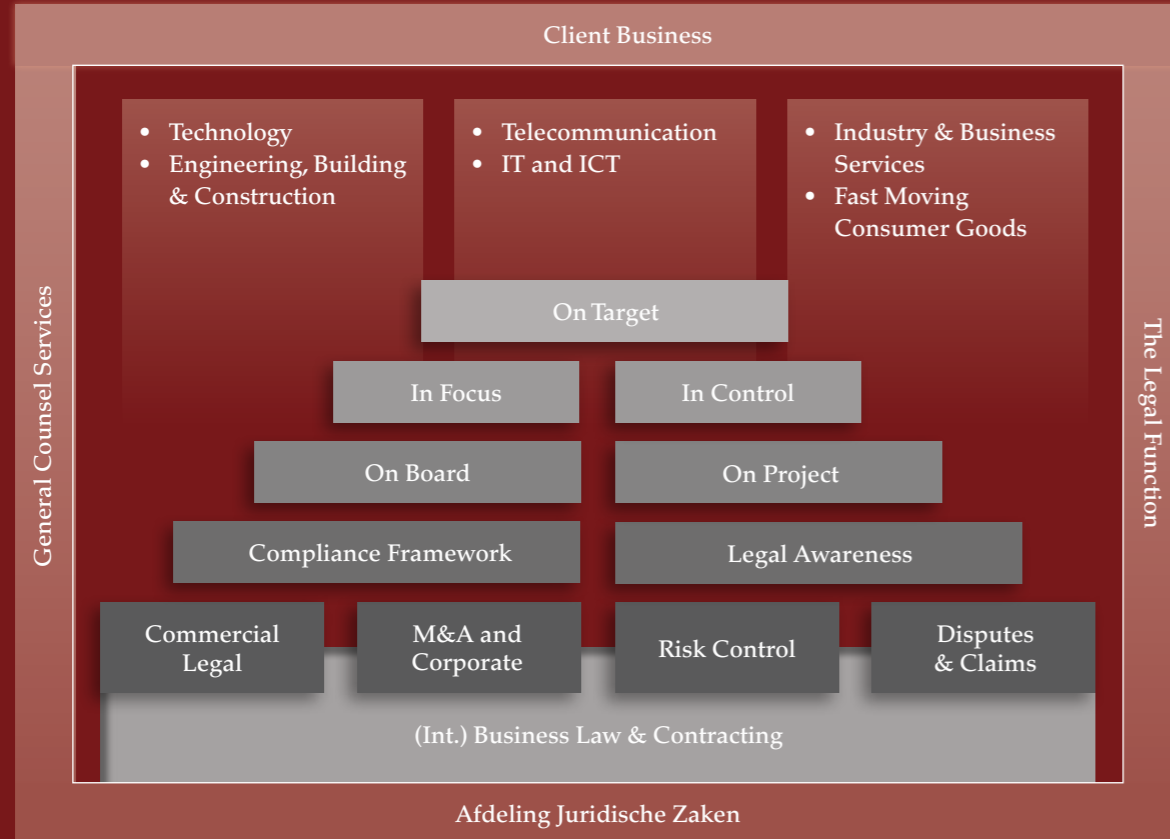 Client Business
• Technology
• Engineering, Building
& Construction
• Telecommunication
• IT and ICT
• Industry & Business
Services
• Fast Moving
Consumer Goods
General Counsel Services
The Legal Function
On Target
In Focus
In Control
On Board
On Project
Compliance Framework
Legal Awareness
Commercial
Legal
M&A and
Corporate
Risk Control
Disputes
& Claims
(Int.) Business Law & Contracting
Afdeling Juridische Zaken